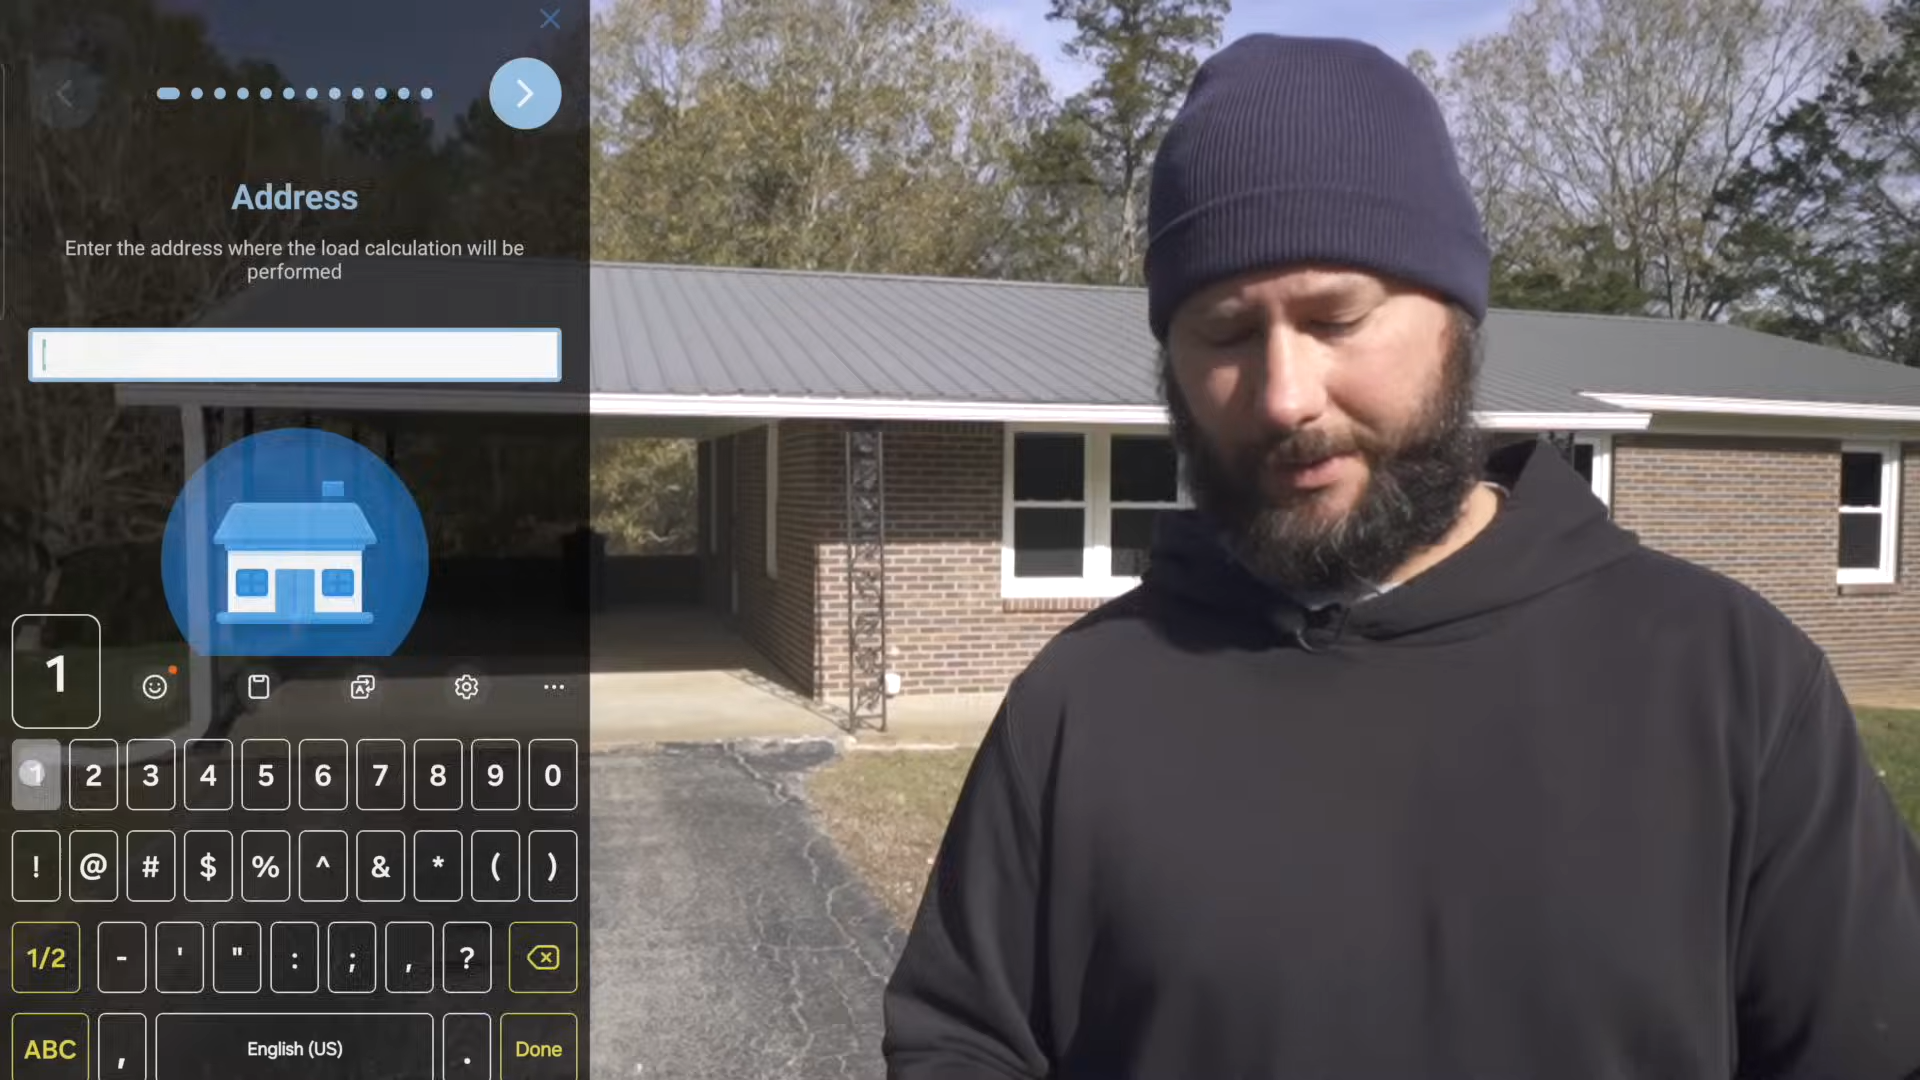 Address
Enter the address where the load calculation will be
performed
1
1 2 3 4 5 6 7 8 9 0
! @ # $ % ^ & * ( )
1/2 - ' " : ; , ?
ABC , English (US) . Done